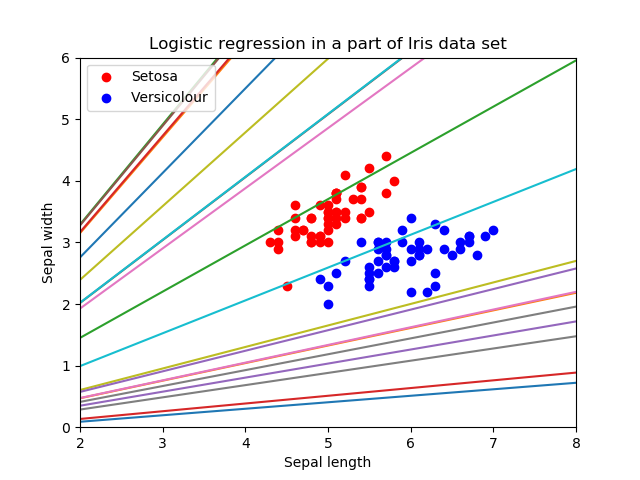 Logistic regression in a part of Iris data set
Setosa
Versicolour
Sepal width
6
5
4
3
2
1
0
2 3 4 5 6 7 8
Sepal length